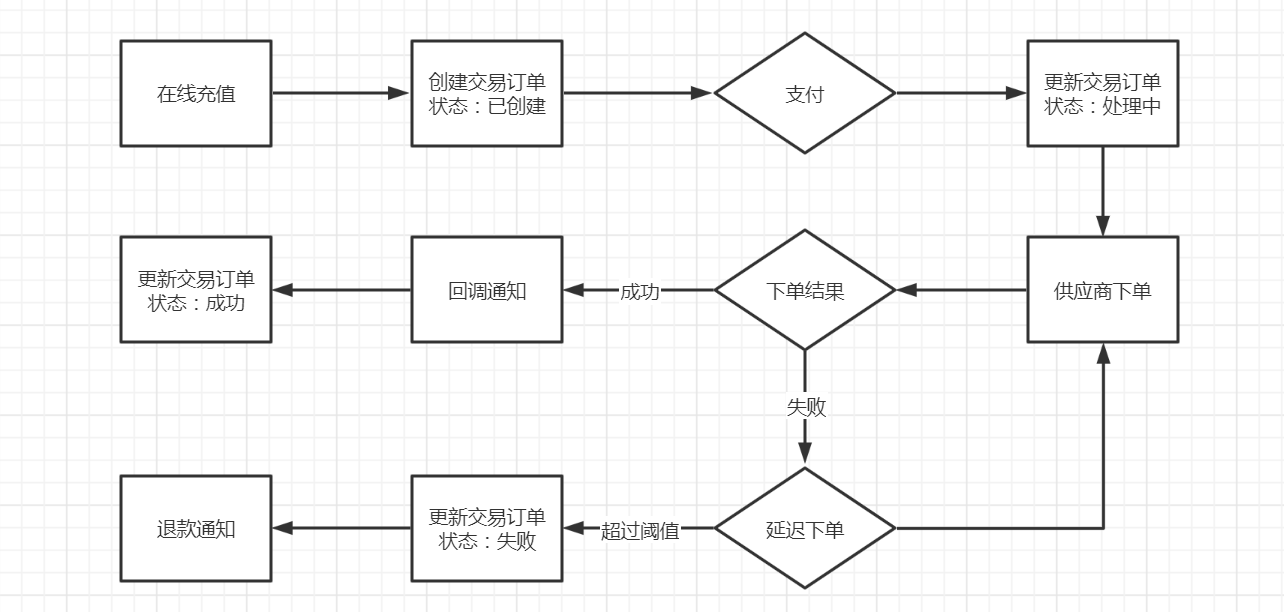 在线充值
创建交易订单
状态：已创建
支付
更新交易订单
状态：处理中
更新交易订单
状态：成功
回调通知
成功
下单结果
供应商下单
失败
退款通知
更新交易订单
状态：失败
超过阈值
延迟下单